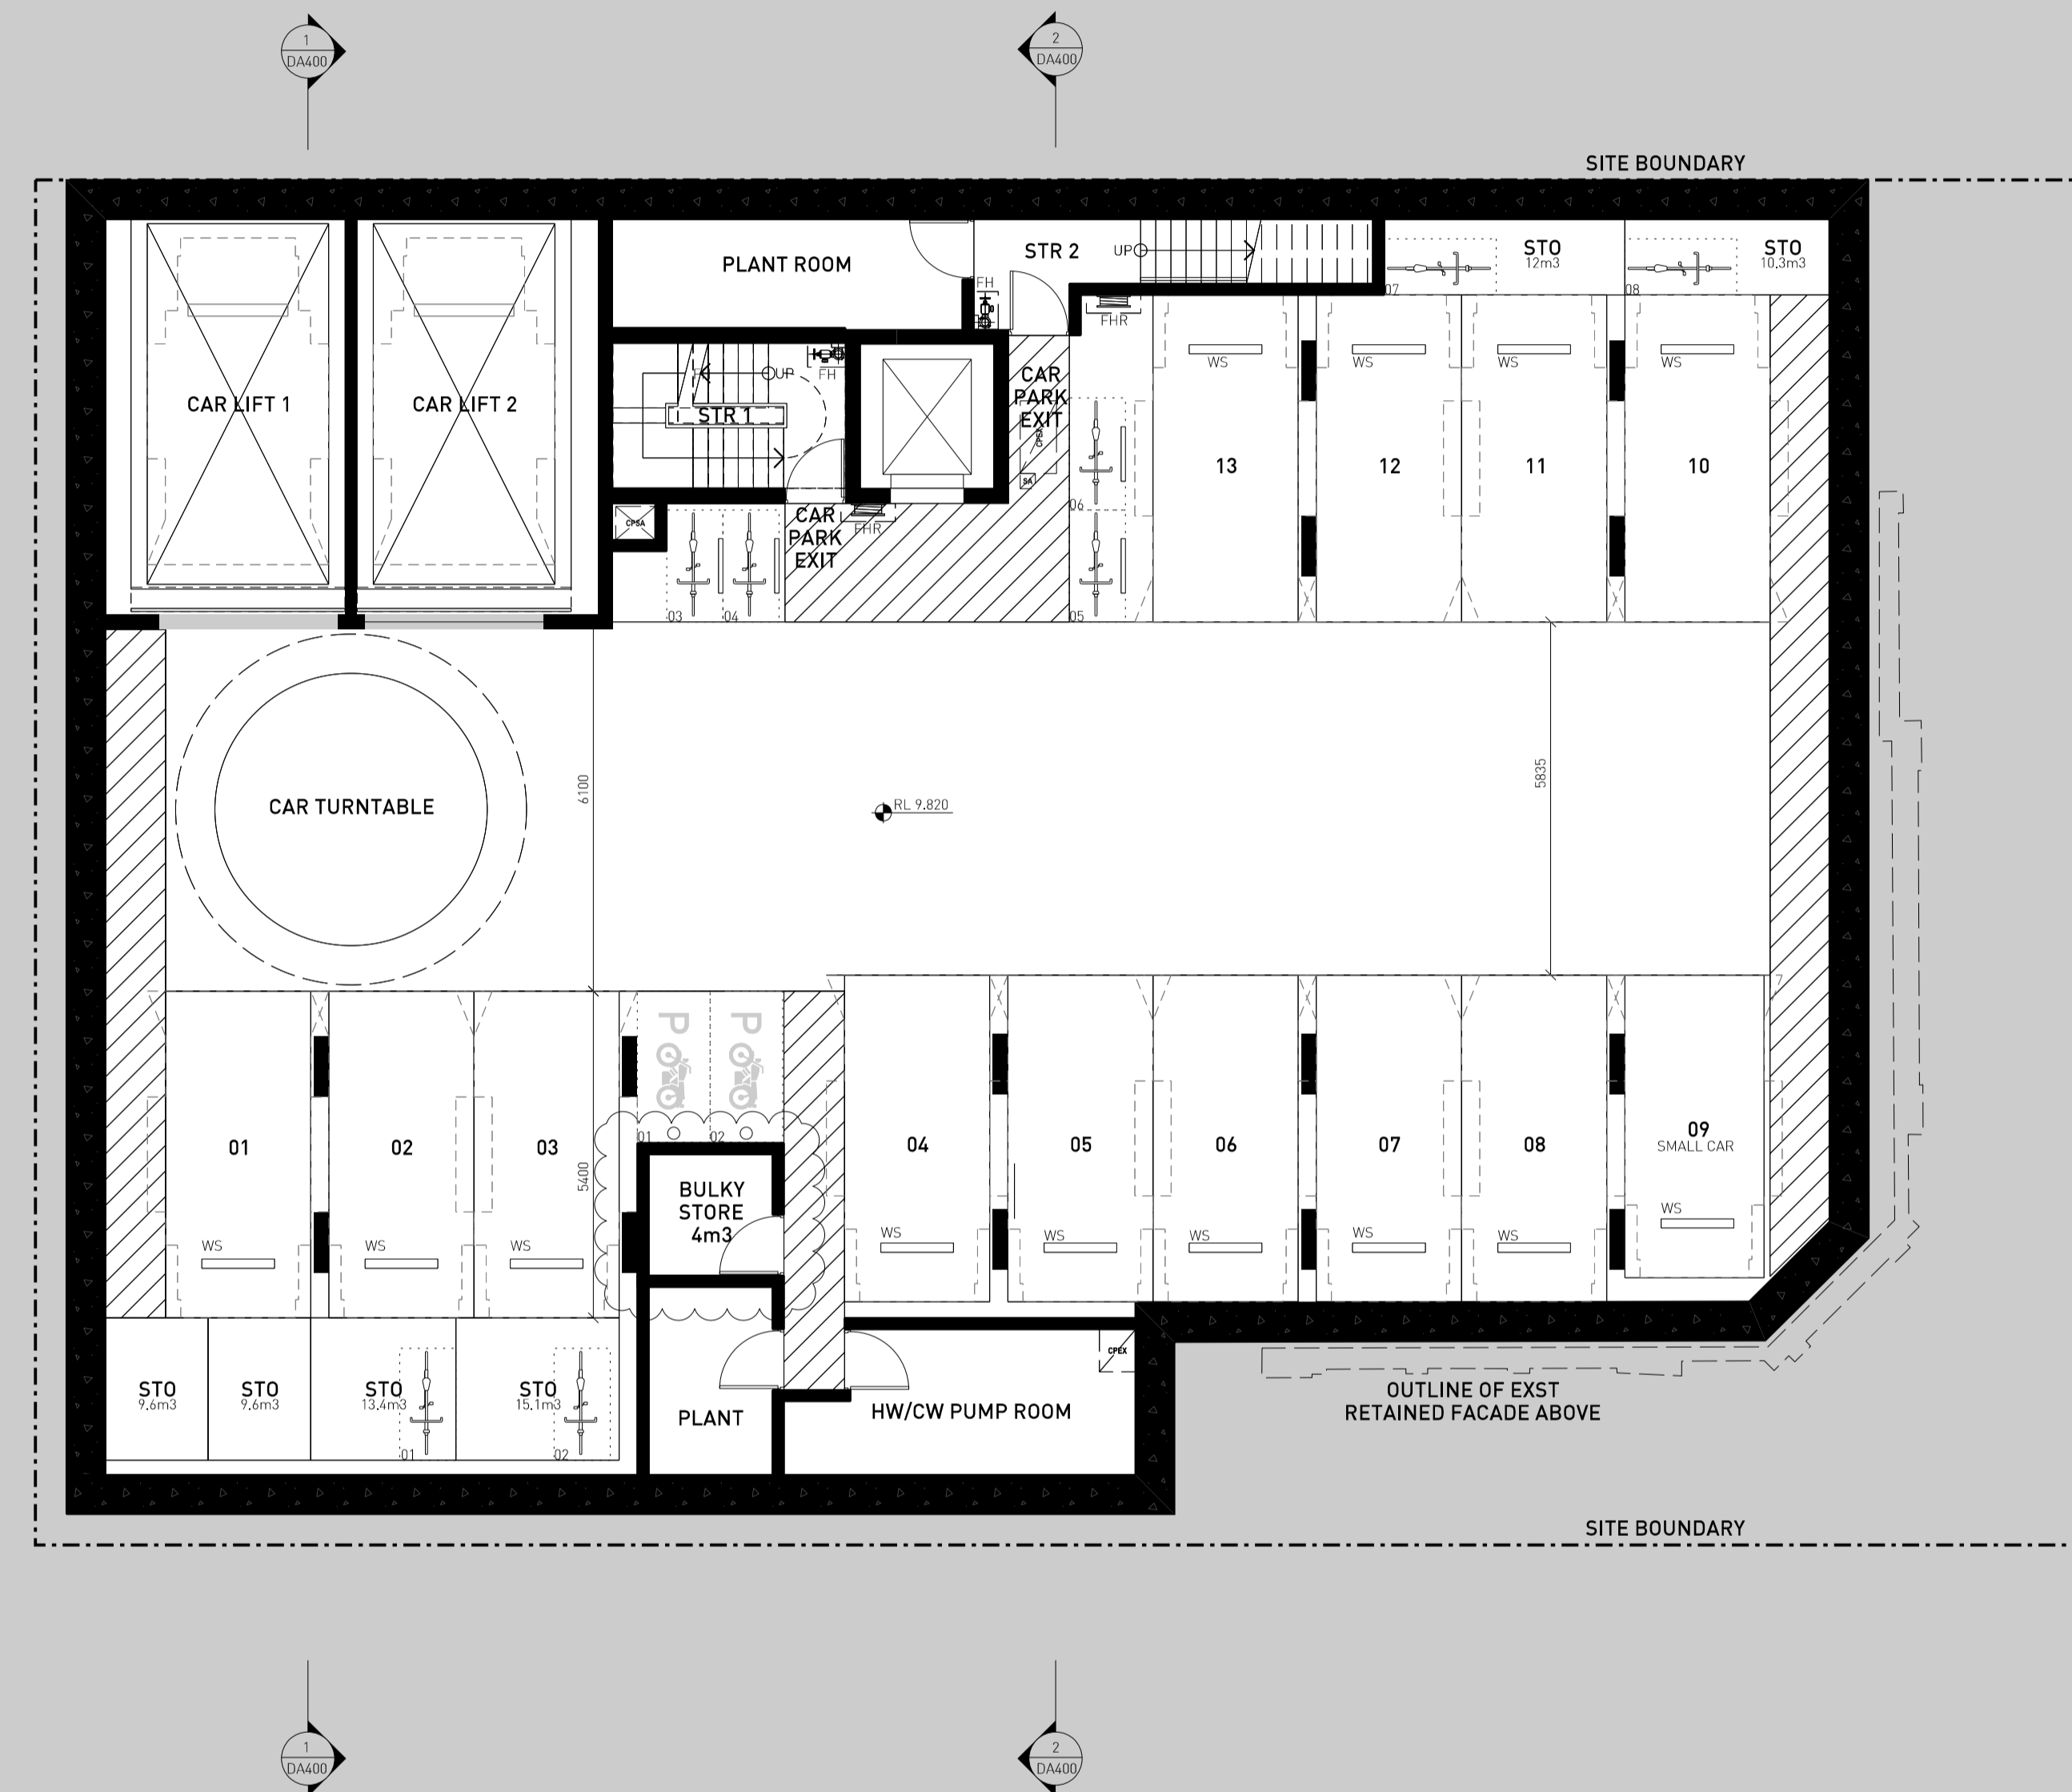 1
DA400
2
DA400
SITE BOUNDARY
PLANT ROOM
STR 2
UP
STO
12m3
STO
10.3m3
07
08
FH
FHR
CAR LIFT 1
CAR LIFT 2
UP
FH
STR 1
CAR
PARK
EXIT
CPEX
SA
WS
WS
WS
WS
13
12
11
10
06
CPSA
CAR
PARK
EXIT
FHR
03
04
05
6100
5835
CAR TURNTABLE
RL 9.820
P
P
01
02
01
02
03
04
05
06
07
08
09
SMALL CAR
5400
BULKY
STORE
4m3
WS
WS
WS
WS
WS
WS
WS
WS
WS
STO
9.6m3
STO
9.6m3
STO
13.4m3
STO
15.1m3
01
02
PLANT
HW/CW PUMP ROOM
CPEX
OUTLINE OF EXST
RETAINED FACADE ABOVE
SITE BOUNDARY
1
DA400
2
DA400